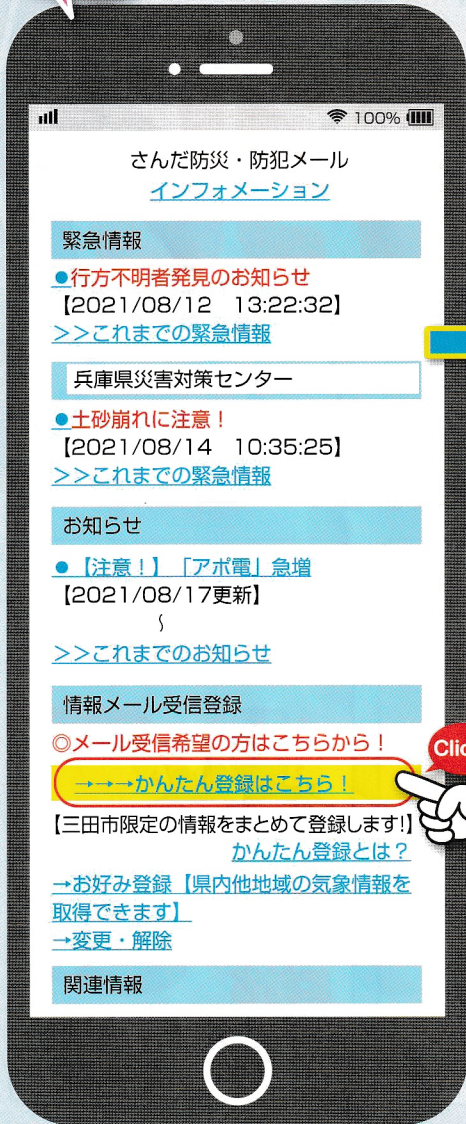 100%
さんだ防災・防犯メール
インフォメーション
緊急情報
●行方不明者発見のお知らせ
【2021/08/12 13:22:32】
>>これまでの緊急情報
兵庫県災害対策センター
●土砂崩れに注意！
【2021/08/14 10:35:25】
>>これまでの緊急情報
お知らせ
●【注意！】「アポ電」急増
【2021/08/17更新】
〜
>>これまでのお知らせ
情報メール受信登録
◎メール受信希望の方はこちらから！
→→→かんたん登録はこちら！
【三田市限定の情報をまとめて登録します!】
かんたん登録とは？
→お好み登録【県内他地域の気象情報を
取得できます】
→変更・解除
関連情報